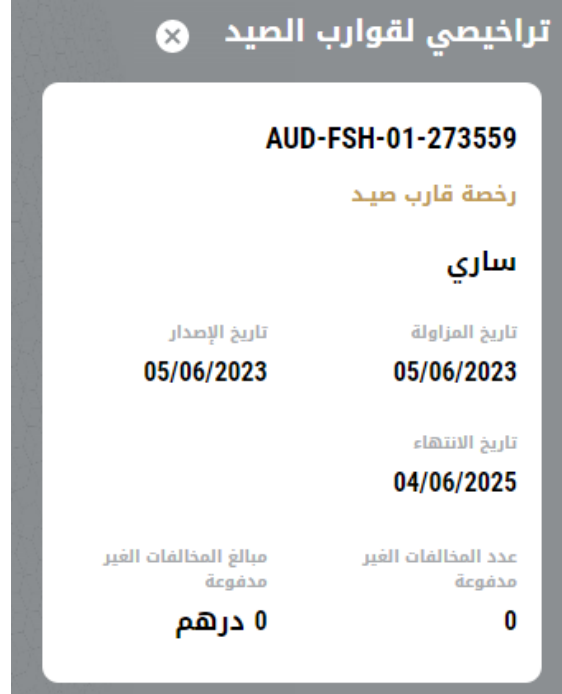 تراخيصي لقوارب الصيد
AUD-FSH-01-273559
رخصة قارب صيد
ساري
تاريخ المزاولة
05/06/2023
تاريخ الإصدار
05/06/2023
تاريخ الانتهاء
04/06/2025
عدد المخالفات الغير
مدفوعة
0
مبالغ المخالفات الغير
مدفوعة
0 درهم